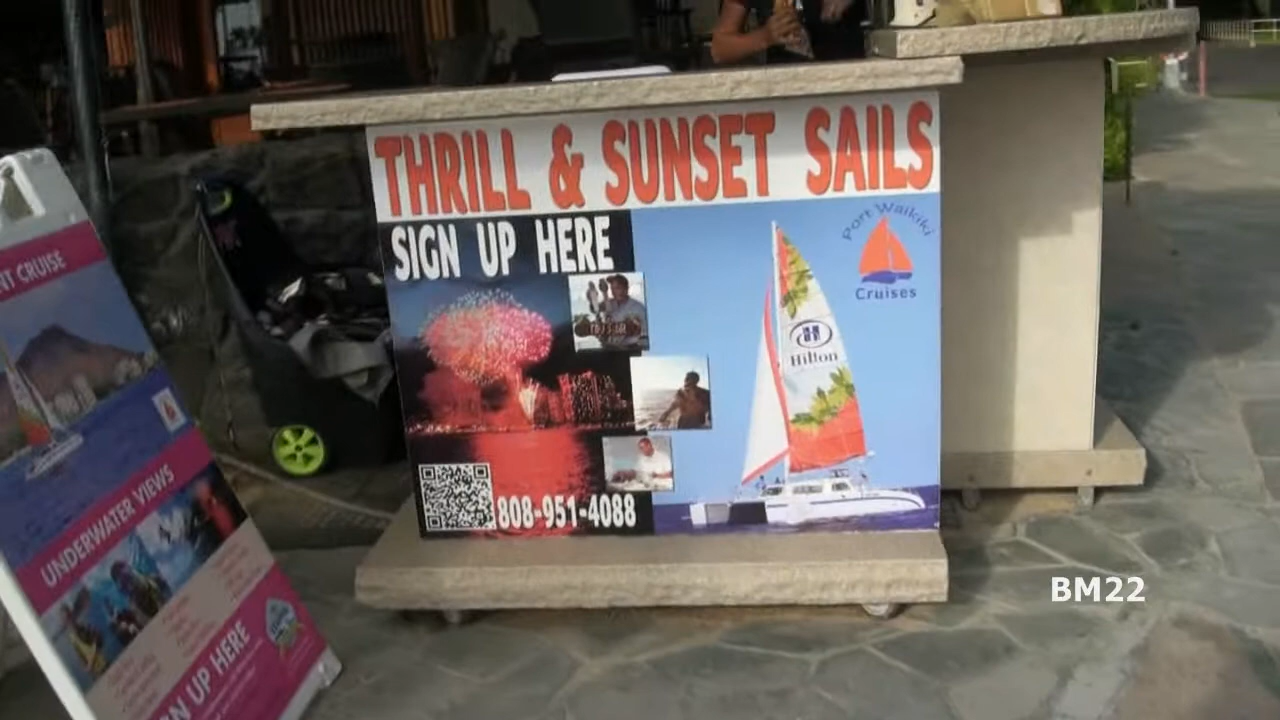 THRILL & SUNSET SAILS
SIGN UP HERE
Port Waikiki
Cruises
Hilton
808-951-4088
NT CRUISE
UNDERWATER VIEWS
N UP HERE
BM22